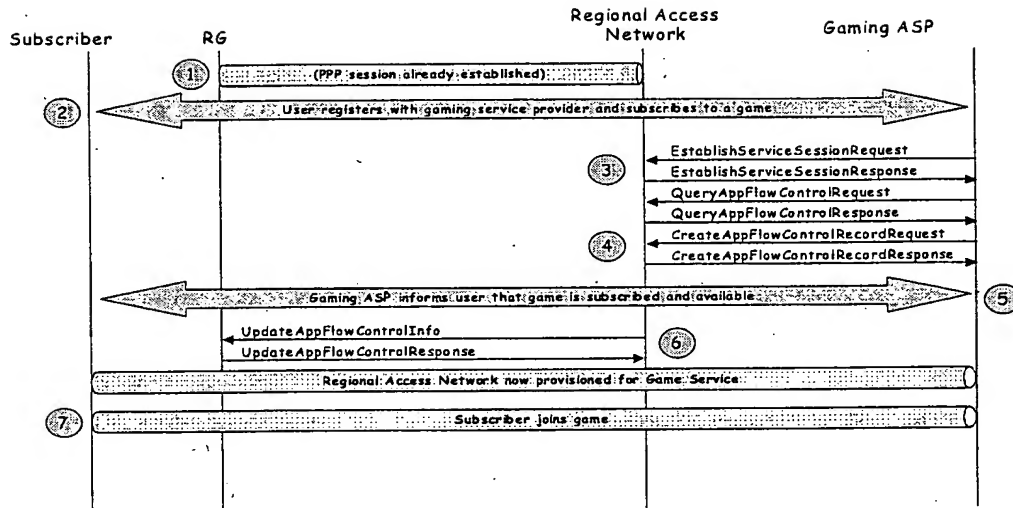 Subscriber
RG
Regional Access
Network
Gaming ASP
1
(PPP session already established)
2
User registers with gaming service provider and subscribes to a game
EstablishServiceSessionRequest
3
EstablishServiceSessionResponse
QueryAppFlowControlRequest
QueryAppFlowControlResponse
4
CreateAppFlowControlRecordRequest
CreateAppFlowControlRecordResponse
Gaming ASP informs user that game is subscribed and available
5
UpdateAppFlowControlInfo
6
UpdateAppFlowControlResponse
Regional Access Network now provisioned for Game Service
7
Subscriber joins game